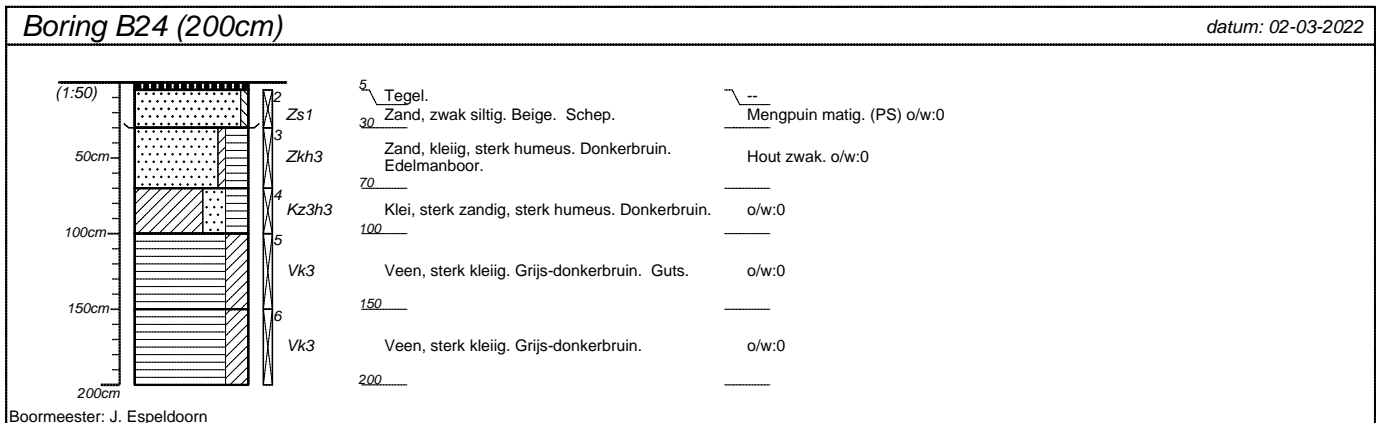 Boring B24 (200cm)
datum: 02-03-2022
(1:50)
5
Tegel.
--
2
Zs1
Zand, zwak siltig. Beige. Schep.
Mengpuin matig. (PS) o/w:0
30
3
50cm
Zkh3
Zand, kleiig, sterk humeus. Donkerbruin.
Edelmanboor.
Hout zwak. o/w:0
70
4
Kz3h3
Klei, sterk zandig, sterk humeus. Donkerbruin.
o/w:0
100cm
100
5
Vk3
Veen, sterk kleiig. Grijs-donkerbruin. Guts.
o/w:0
150cm
150
6
Vk3
Veen, sterk kleiig. Grijs-donkerbruin.
o/w:0
200cm
200
Boormeester: J. Espeldoorn